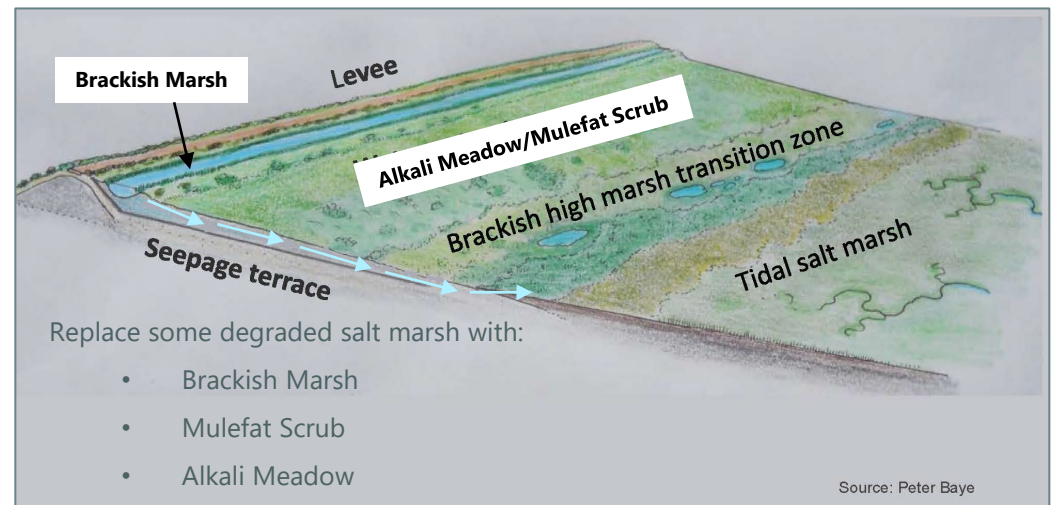 Brackish Marsh
Levee
Alkali Meadow/Mulefat Scrub
Brackish high marsh transition zone
Tidal salt marsh
Seepage terrace
Replace some degraded salt marsh with:
• Brackish Marsh
• Mulefat Scrub
• Alkali Meadow
Source: Peter Baye